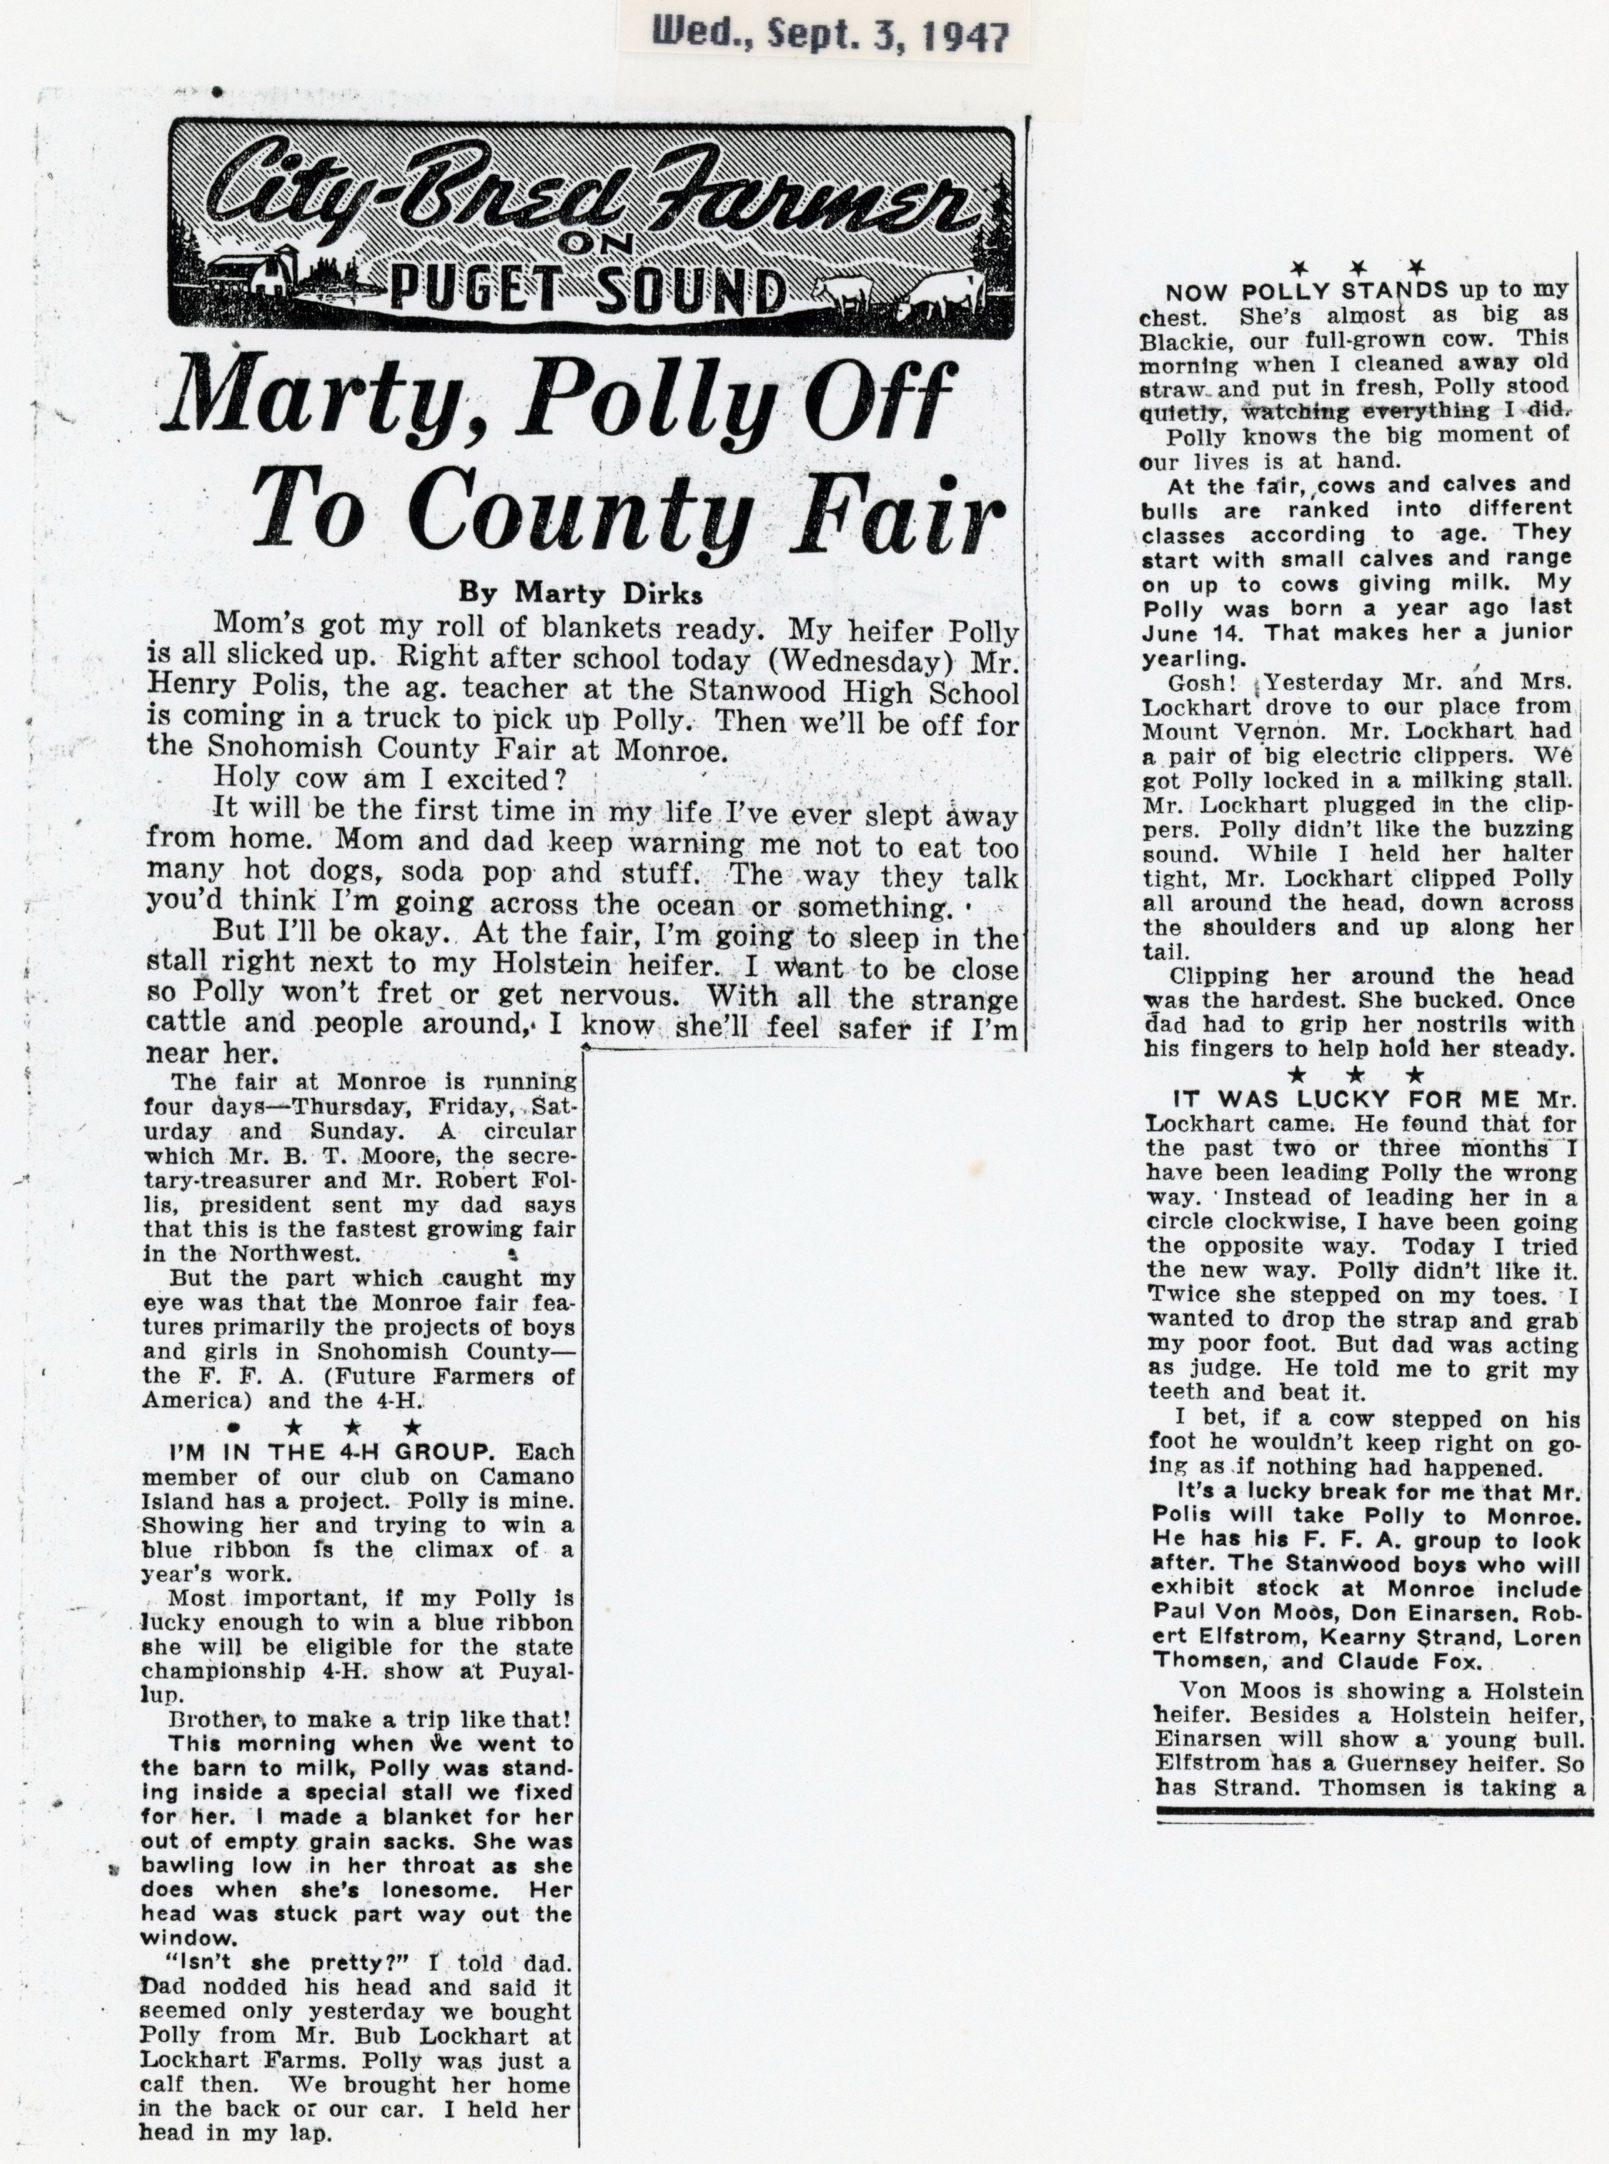 Wed., Sept. 3, 1947
City-Bred Farmer
ON
PUGET SOUND
Marty, Polly Off
To County Fair
By Marty Dirks
Mom's got my roll of blankets ready. My heifer Polly
is all slicked up. Right after school today (Wednesday) Mr.
Henry Polis, the ag. teacher at the Stanwood High School
is coming in a truck to pick up Polly. Then we'll be off for
the Snohomish County Fair at Monroe.
Holy cow am I excited?
It will be the first time in my life I've ever slept away
from home. Mom and dad keep warning me not to eat too
many hot dogs, soda pop and stuff. The way they talk
you'd think I'm going across the ocean or something.
But I'll be okay. At the fair, I'm going to sleep in the
stall right next to my Holstein heifer. I want to be close
so Polly won't fret or get nervous. With all the strange
cattle and people around, I know she'll feel safer if I'm
near her.
The fair at Monroe is running
four days—Thursday, Friday, Sat-
urday and Sunday. A circular
which Mr. B. T. Moore, the secre-
tary-treasurer and Mr. Robert Fol-
lis, president sent my dad says
that this is the fastest growing fair
in the Northwest.
But the part which caught my
eye was that the Monroe fair fea-
tures primarily the projects of boys
and girls in Snohomish County—
the F. F. A. (Future Farmers of
America) and the 4-H.
★ ★ ★
I'M IN THE 4-H GROUP. Each
member of our club on Camano
Island has a project. Polly is mine.
Showing her and trying to win a
blue ribbon is the climax of a
year's work.
Most important, if my Polly is
lucky enough to win a blue ribbon
she will be eligible for the state
championship 4-H. show at Puyal-
lup.
Brother, to make a trip like that!
This morning when we went to
the barn to milk, Polly was stand-
ing inside a special stall we fixed
for her. I made a blanket for her
out of empty grain sacks. She was
bawling low in her throat as she
does when she's lonesome. Her
head was stuck part way out the
window.
"Isn't she pretty?" I told dad.
Dad nodded his head and said it
seemed only yesterday we bought
Polly from Mr. Bub Lockhart at
Lockhart Farms. Polly was just a
calf then. We brought her home
in the back of our car. I held her
head in my lap.
★ ★ ★
NOW POLLY STANDS up to my
chest. She's almost as big as
Blackie, our full-grown cow. This
morning when I cleaned away old
straw and put in fresh, Polly stood
quietly, watching everything I did.
Polly knows the big moment of
our lives is at hand.
At the fair, cows and calves and
bulls are ranked into different
classes according to age. They
start with small calves and range
on up to cows giving milk. My
Polly was born a year ago last
June 14. That makes her a junior
yearling.
Gosh! Yesterday Mr. and Mrs.
Lockhart drove to our place from
Mount Vernon. Mr. Lockhart had
a pair of big electric clippers. We
got Polly locked in a milking stall.
Mr. Lockhart plugged in the clip-
pers. Polly didn't like the buzzing
sound. While I held her halter
tight, Mr. Lockhart clipped Polly
all around the head, down across
the shoulders and up along her
tail.
Clipping her around the head
was the hardest. She bucked. Once
dad had to grip her nostrils with
his fingers to help hold her steady.
★ ★ ★
IT WAS LUCKY FOR ME Mr.
Lockhart came. He found that for
the past two or three months I
have been leading Polly the wrong
way. Instead of leading her in a
circle clockwise, I have been going
the opposite way. Today I tried
the new way. Polly didn't like it.
Twice she stepped on my toes. I
wanted to drop the strap and grab
my poor foot. But dad was acting
as judge. He told me to grit my
teeth and beat it.
I bet, if a cow stepped on his
foot he wouldn't keep right on go-
ing as if nothing had happened.
It's a lucky break for me that Mr.
Polis will take Polly to Monroe.
He has his F. F. A. group to look
after. The Stanwood boys who will
exhibit stock at Monroe include
Paul Von Moos, Don Einarsen, Rob-
ert Elfstrom, Kearny Strand, Loren
Thomsen, and Claude Fox.
Von Moos is showing a Holstein
heifer. Besides a Holstein heifer,
Einarsen will show a young bull.
Elfstrom has a Guernsey heifer. So
has Strand. Thomsen is taking a